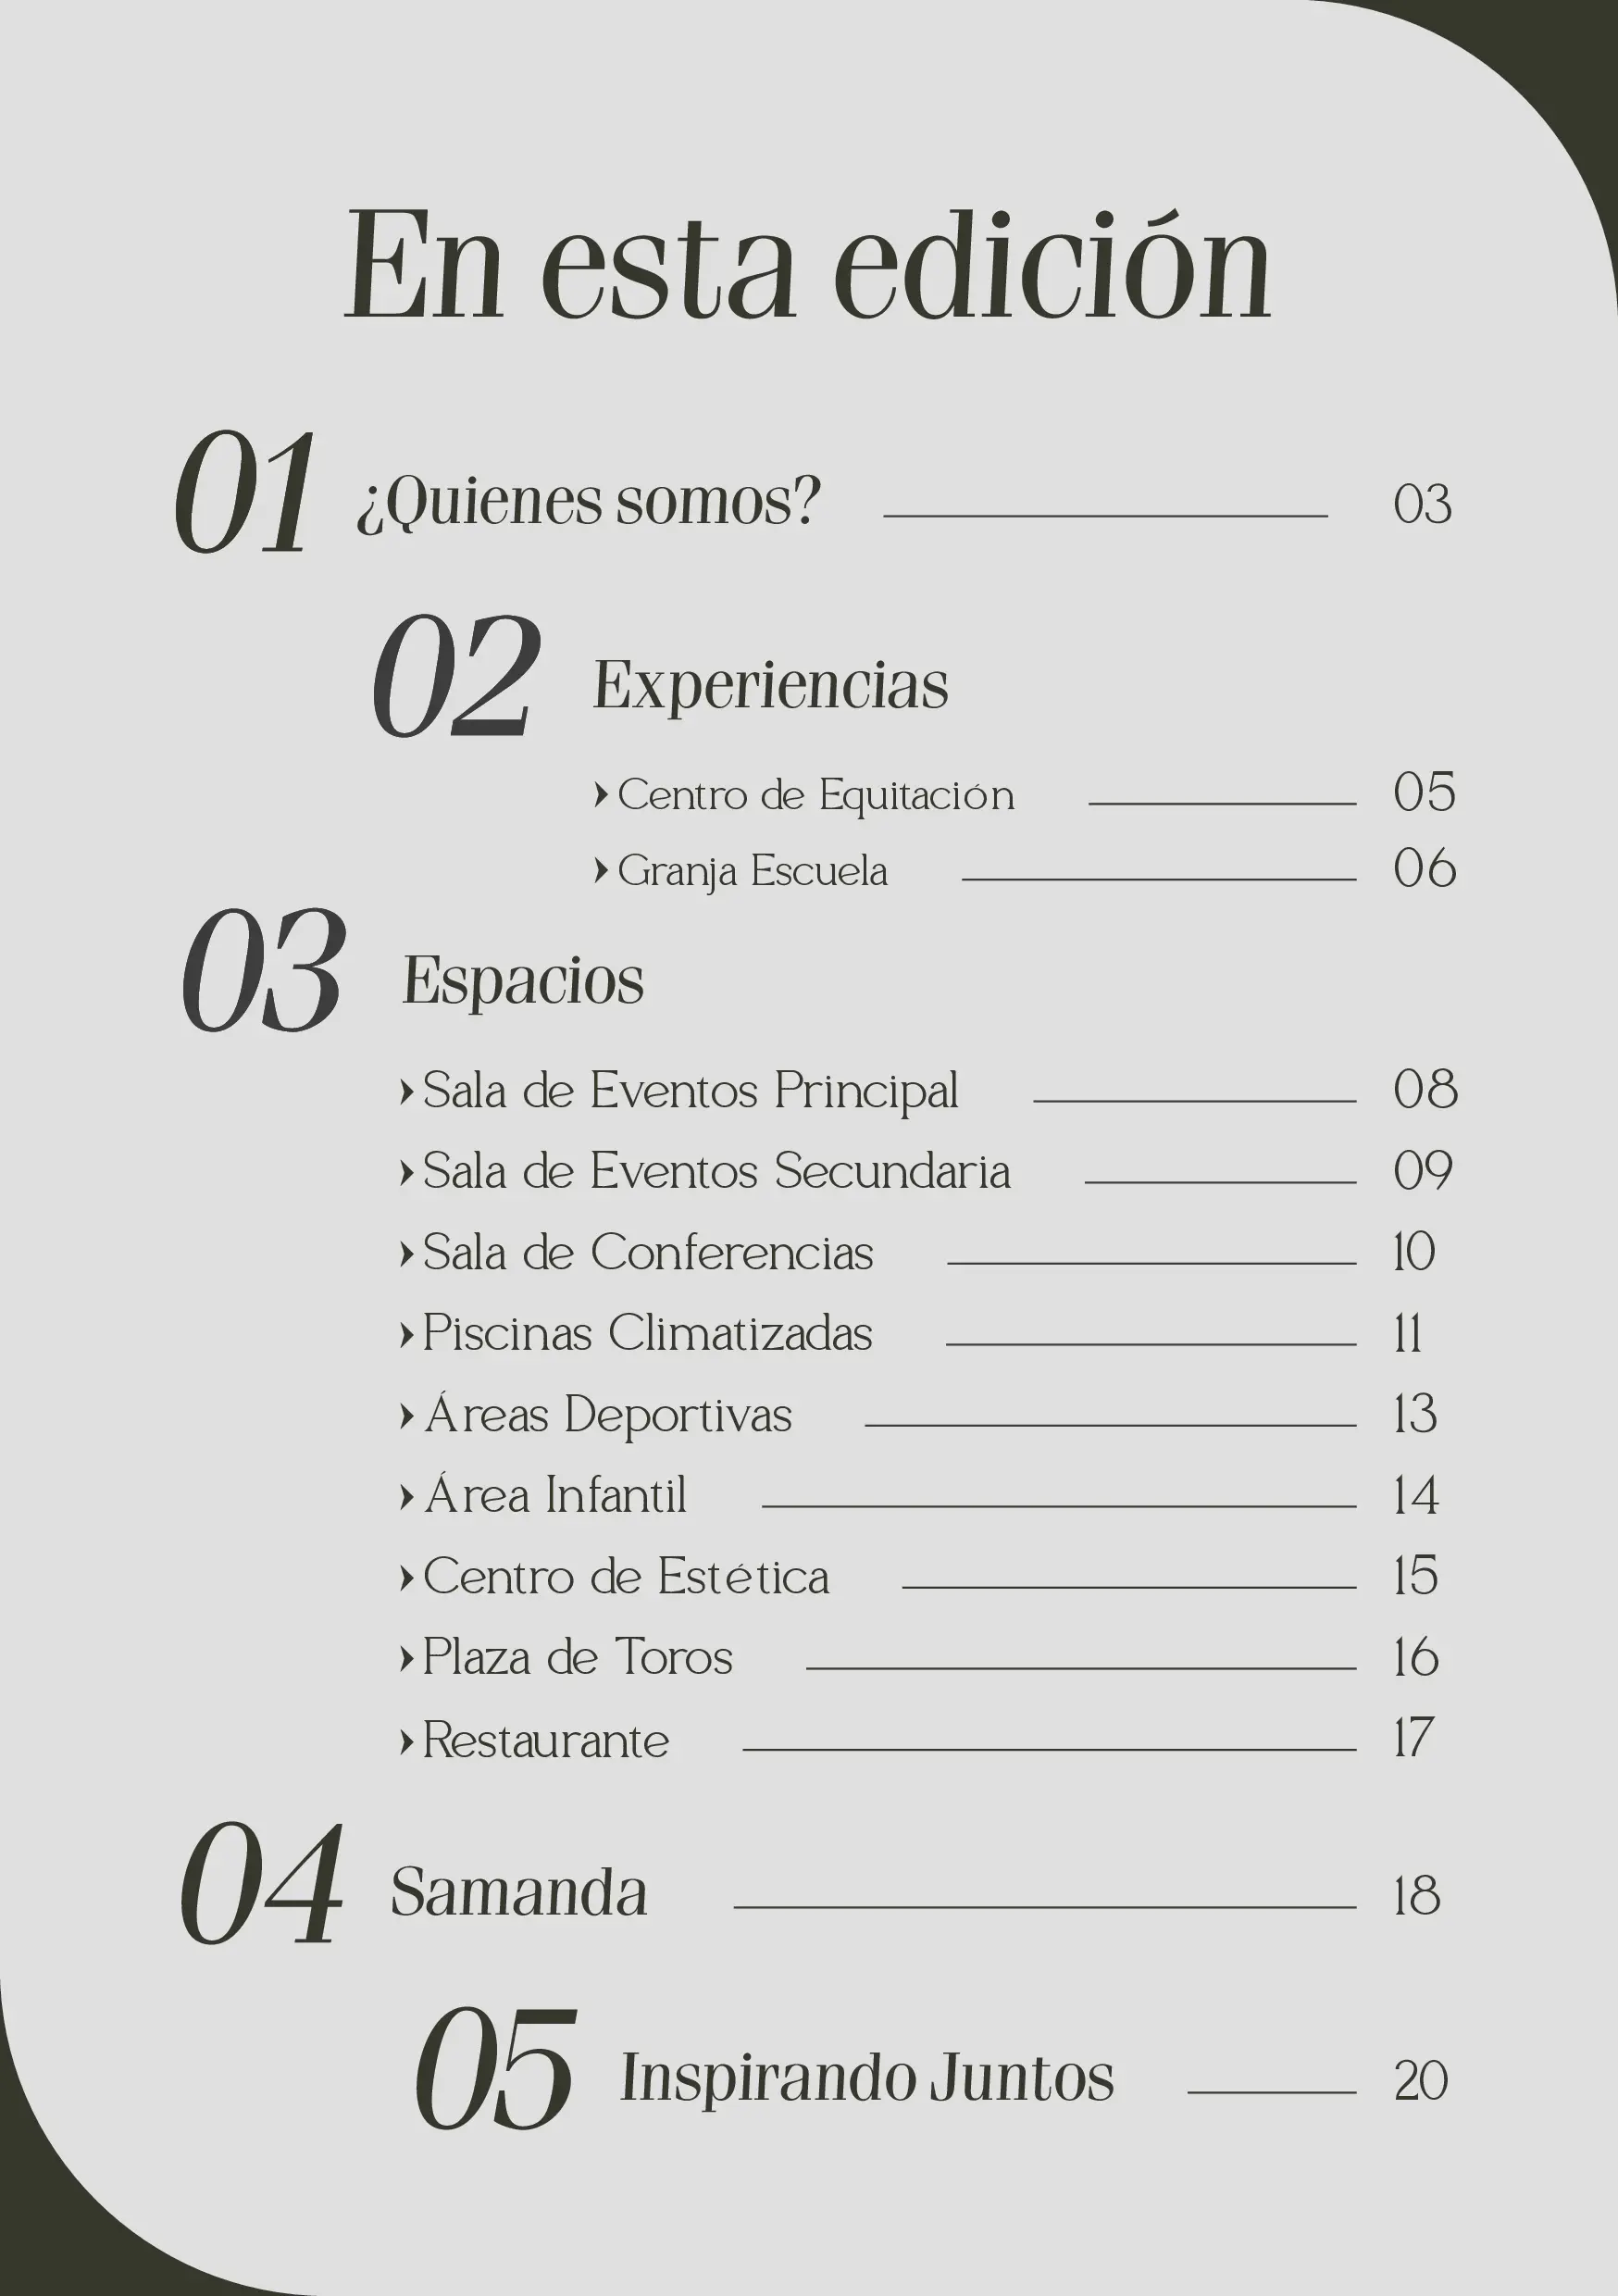 En esta edición
01 ¿Quienes somos? 03
02 Experiencias
Centro de Equitación 05
Granja Escuela 06
03 Espacios
Sala de Eventos Principal 08
Sala de Eventos Secundaria 09
Sala de Conferencias 10
Piscinas Climatizadas 11
Áreas Deportivas 13
Área Infantil 14
Centro de Estética 15
Plaza de Toros 16
Restaurante 17
04 Samanda 18
05 Inspirando Juntos 20